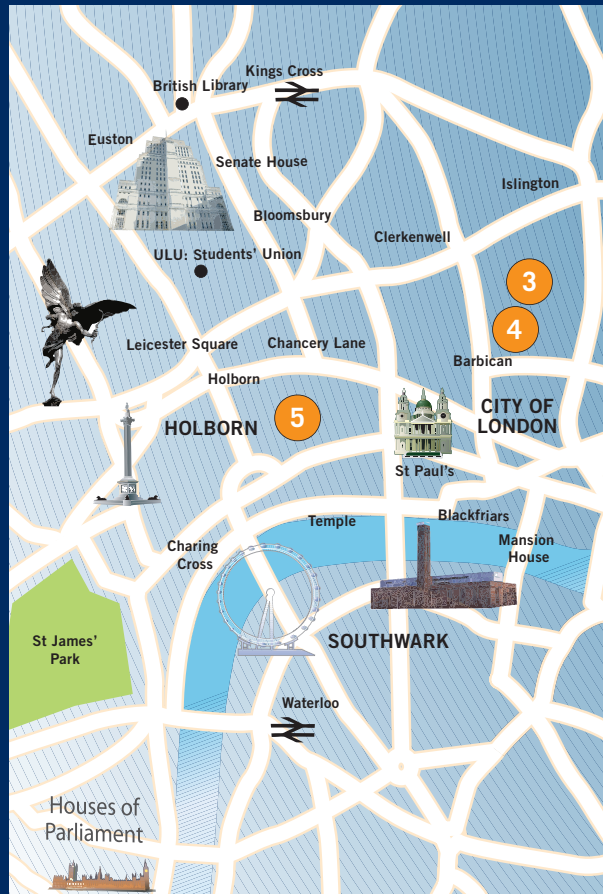 Kings Cross
British Library
Euston
Senate House
Islington
Bloomsbury
Clerkenwell
ULU: Students' Union
3
4
Leicester Square
Chancery Lane
Barbican
Holborn
5
HOLBORN
CITY OF
LONDON
St Paul's
Temple
Blackfriars
Mansion
House
Charing
Cross
St James'
Park
SOUTHWARK
Waterloo
Houses of
Parliament